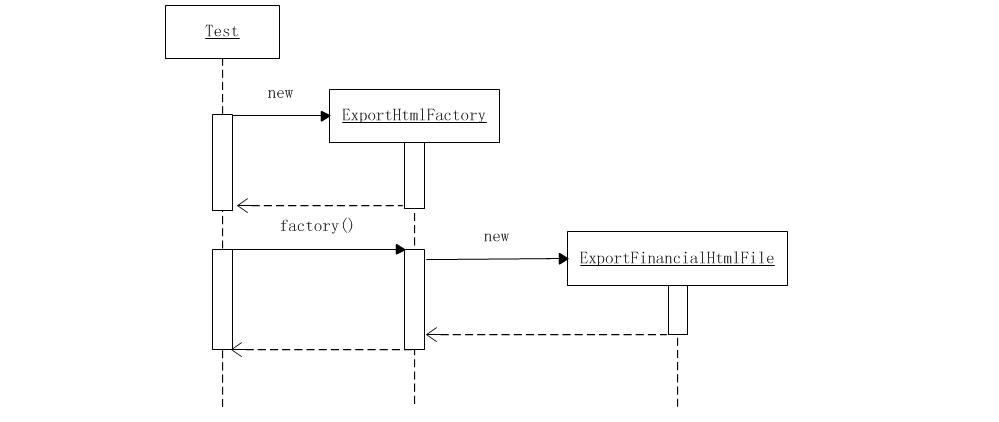 Test
new
ExportHtmlFactory
factory()
new
ExportFinancialHtmlFile